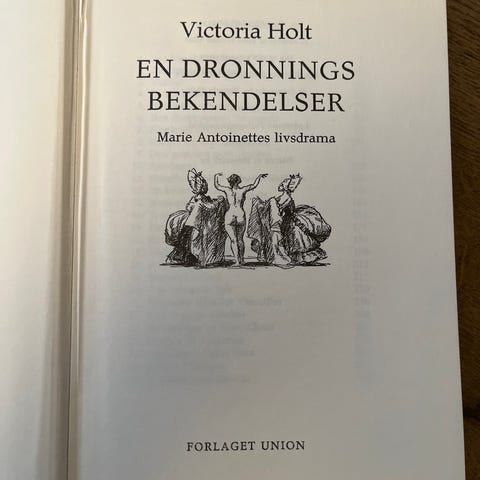 Victoria Holt
EN DRONNINGS
BEKENDELSER
Marie Antoinettes livsdrama
FORLAGET UNION